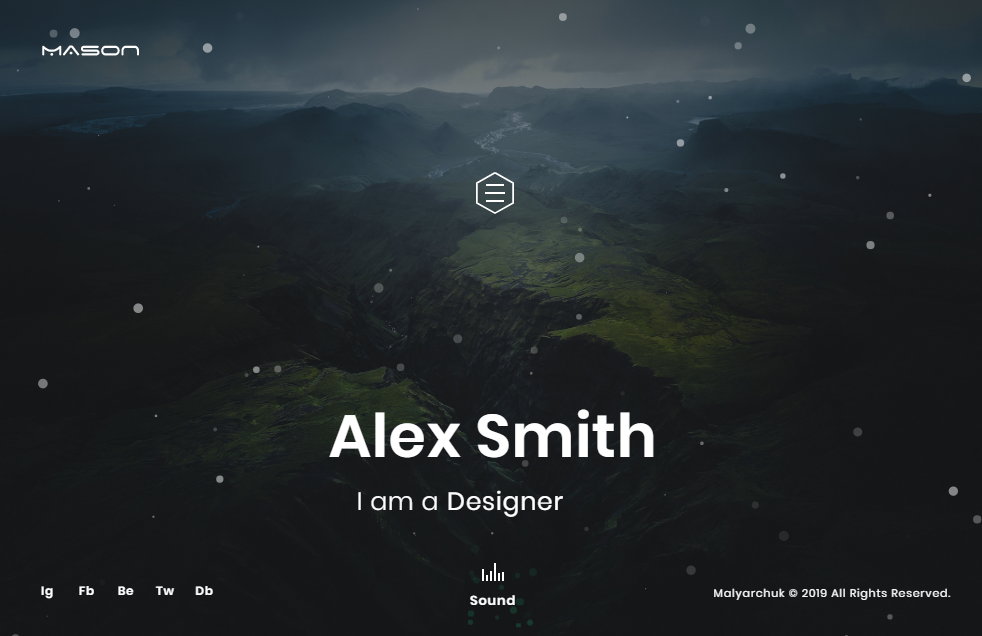 MASON
Alex Smith
I am a Designer
Ig Fb Be Tw Db
Sound
Malyarchuk © 2019 All Rights Reserved.